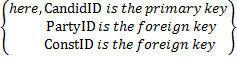 here, CandidID is the primary key
PartyID is the foreign key
ConstID is the foreign key